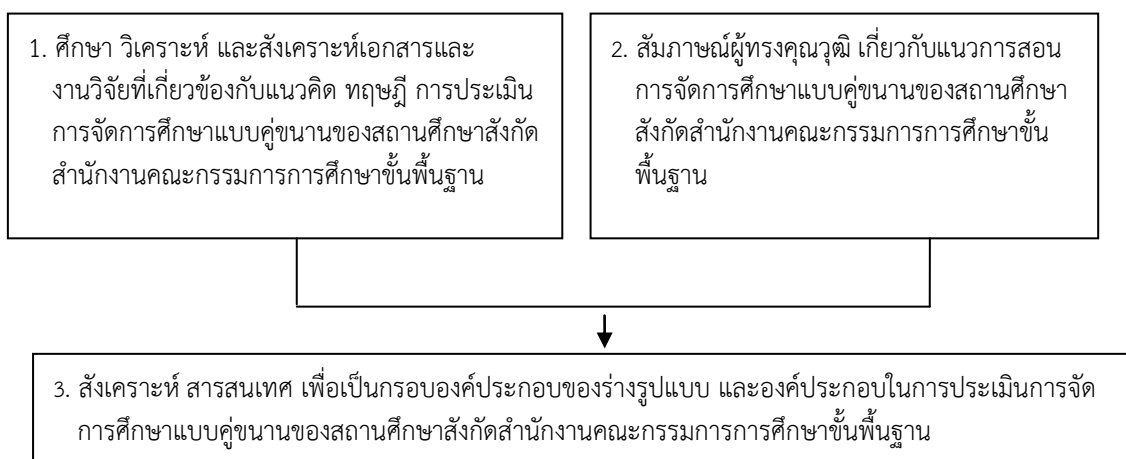 1. ศึกษา วิเคราะห์ และสังเคราะห์เอกสารและ
งานวิจัยที่เกี่ยวข้องกับแนวคิด ทฤษฎี การประเมิน
การจัดการศึกษาแบบคู่ขนานของสถานศึกษาสังกัด
สำนักงานคณะกรรมการการศึกษาขั้นพื้นฐาน
2. สัมภาษณ์ผู้ทรงคุณวุฒิ เกี่ยวกับแนวการสอน
การจัดการศึกษาแบบคู่ขนานของสถานศึกษา
สังกัดสำนักงานคณะกรรมการการศึกษาขั้น
พื้นฐาน
3. สังเคราะห์ สารสนเทศ เพื่อเป็นกรอบองค์ประกอบของร่างรูปแบบ และองค์ประกอบในการประเมินการจัด
การศึกษาแบบคู่ขนานของสถานศึกษาสังกัดสำนักงานคณะกรรมการการศึกษาขั้นพื้นฐาน